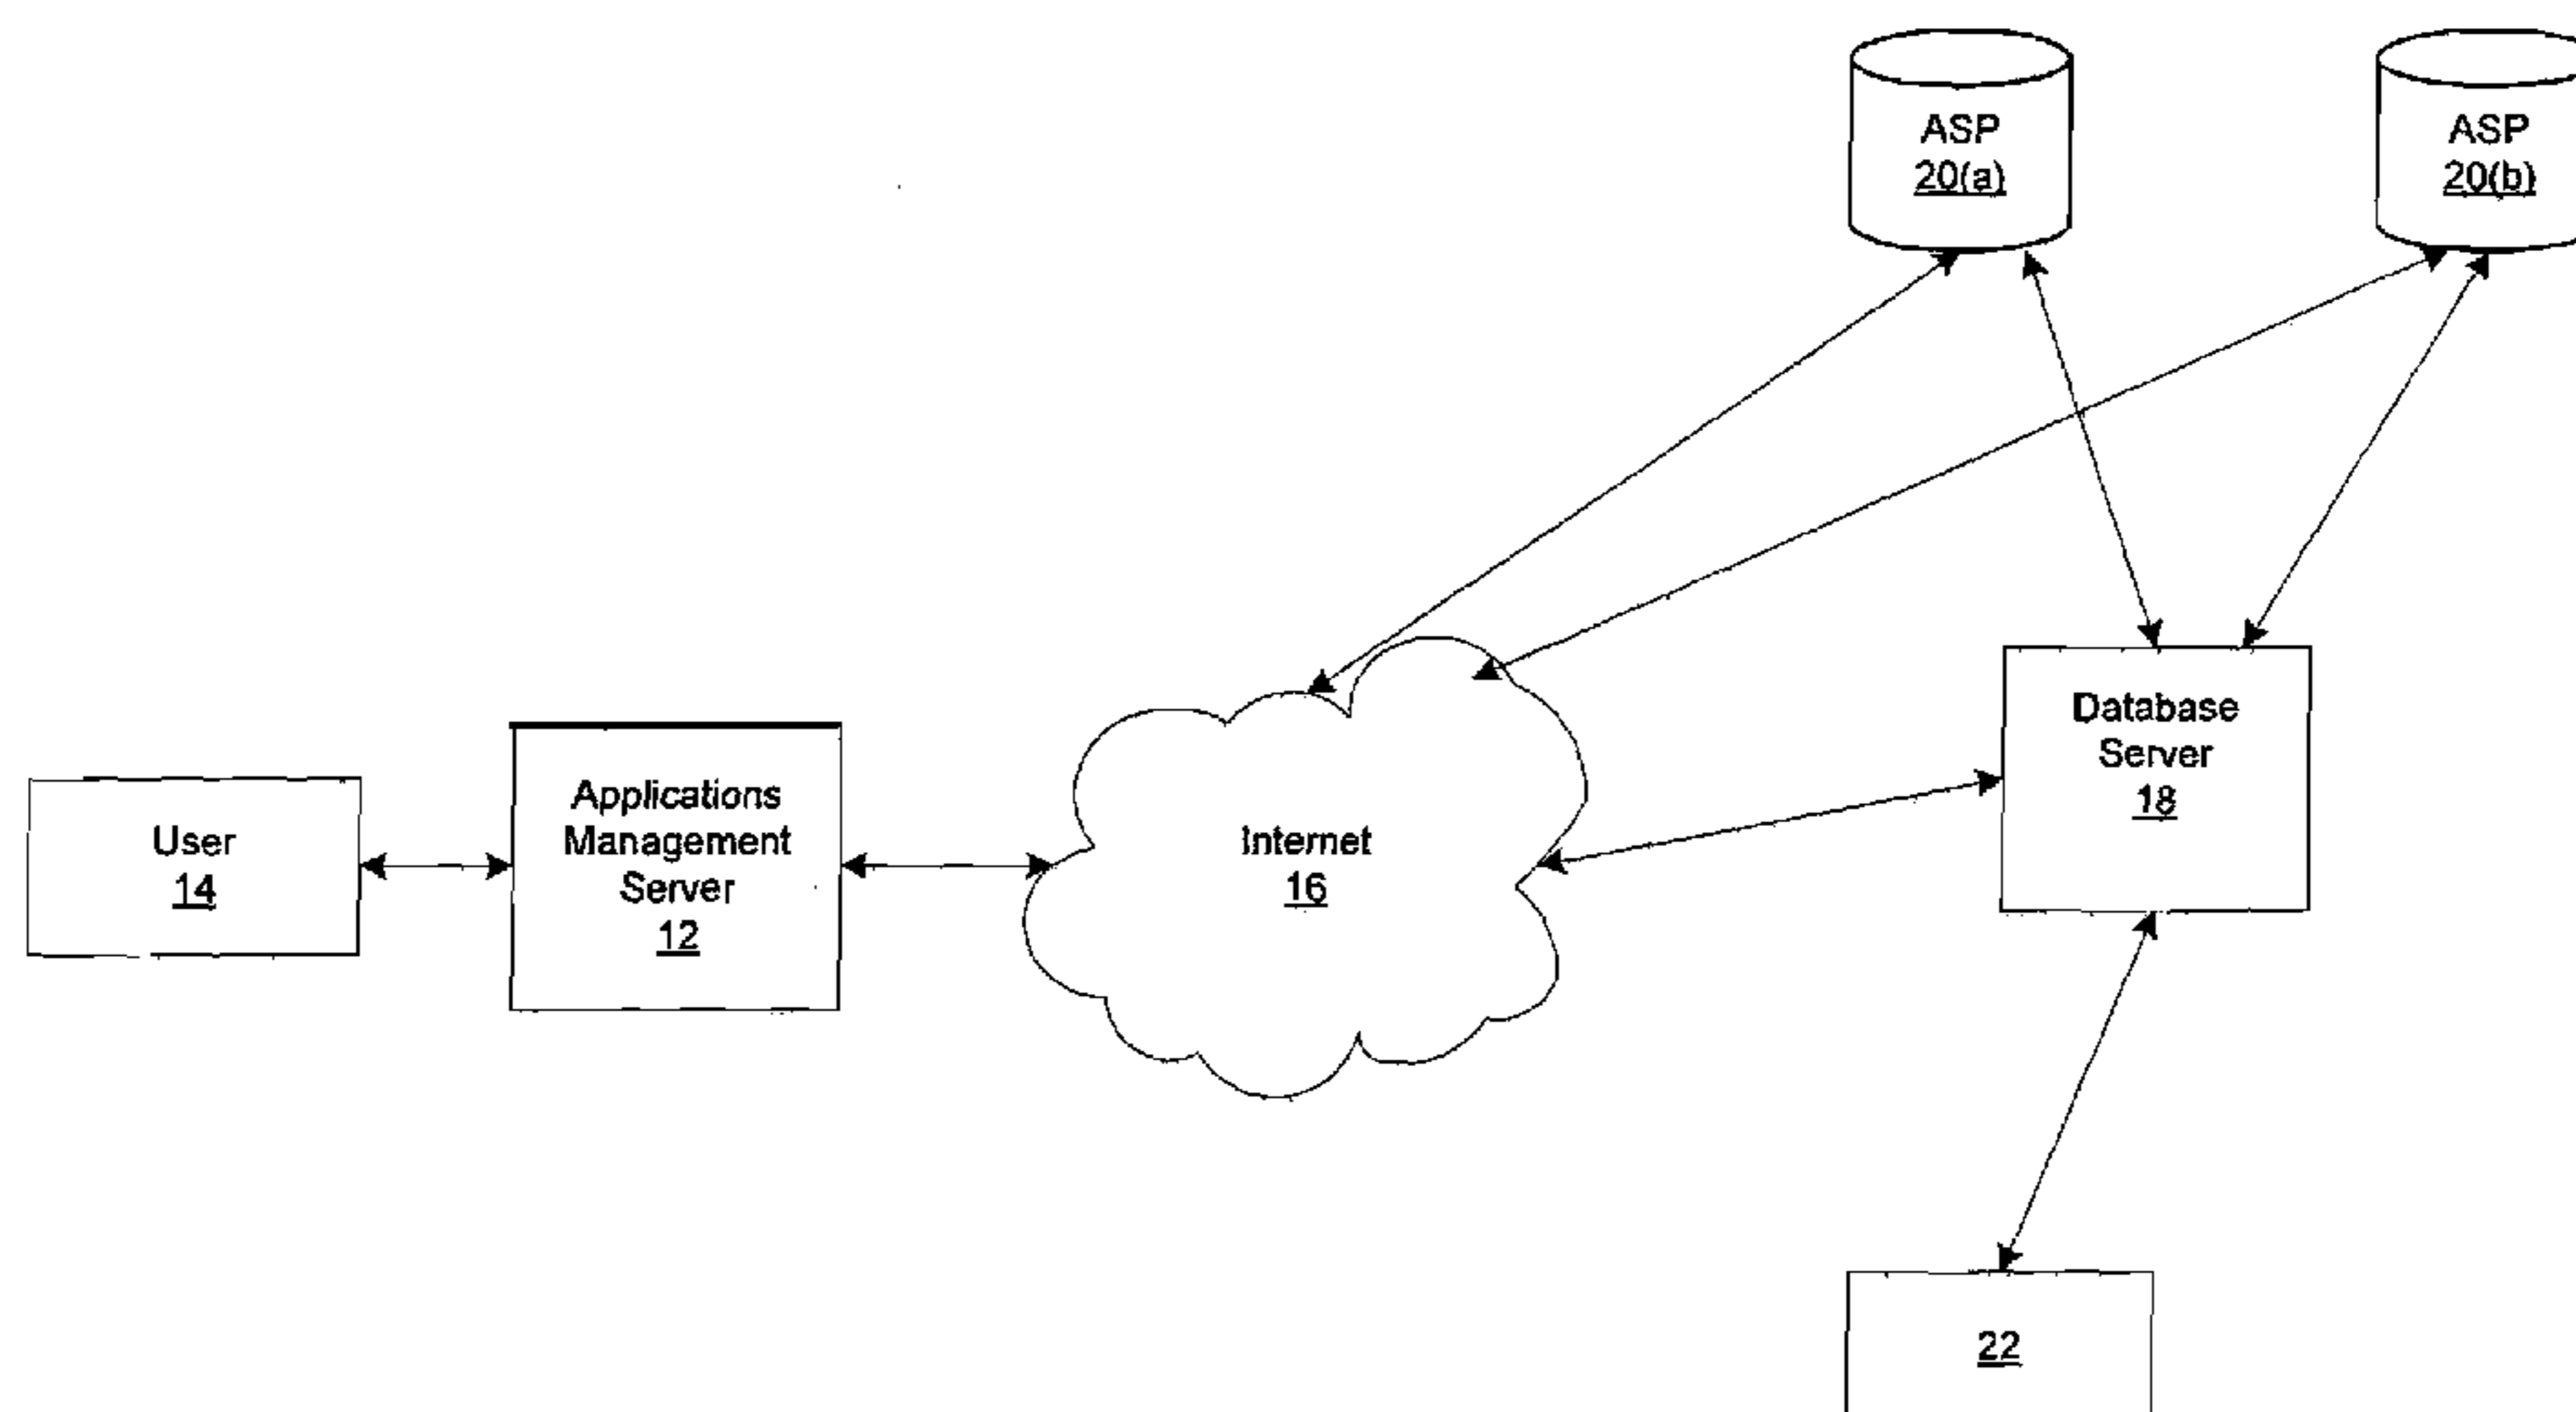 ASP
20(a)
ASP
20(b)
Database
Server
18
Applications
Management
Server
12
User
14
Internet
16
22